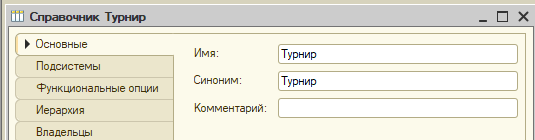 Справочник Турнир
Основные
Подсистемы
Функциональные опции
Иерархия
Владельцы
Имя: Турнир
Синоним: Турнир
Комментарий: